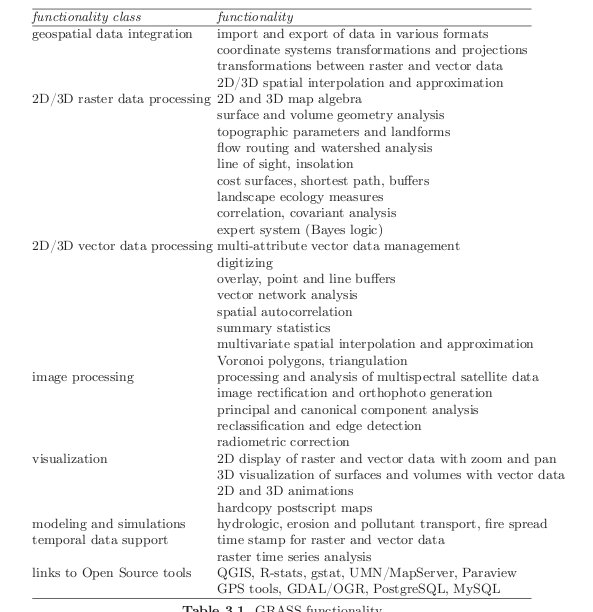 functionality class functionality
geospatial data integration import and export of data in various formats
coordinate systems transformations and projections
transformations between raster and vector data
2D/3D spatial interpolation and approximation
2D/3D raster data processing 2D and 3D map algebra
surface and volume geometry analysis
topographic parameters and landforms
flow routing and watershed analysis
line of sight, insolation
cost surfaces, shortest path, buffers
landscape ecology measures
correlation, covariant analysis
expert system (Bayes logic)
2D/3D vector data processing multi-attribute vector data management
digitizing
overlay, point and line buffers
vector network analysis
spatial autocorrelation
summary statistics
multivariate spatial interpolation and approximation
Voronoi polygons, triangulation
image processing processing and analysis of multispectral satellite data
image rectification and orthophoto generation
principal and canonical component analysis
reclassification and edge detection
radiometric correction
visualization 2D display of raster and vector data with zoom and pan
3D visualization of surfaces and volumes with vector data
2D and 3D animations
hardcopy postscript maps
modeling and simulations hydrologic, erosion and pollutant transport, fire spread
temporal data support time stamp for raster and vector data
raster time series analysis
links to Open Source tools QGIS, R-stats, gstat, UMN/MapServer, Paraview
GPS tools, GDAL/OGR, PostgreSQL, MySQL
Table 3.1. GRASS functionality